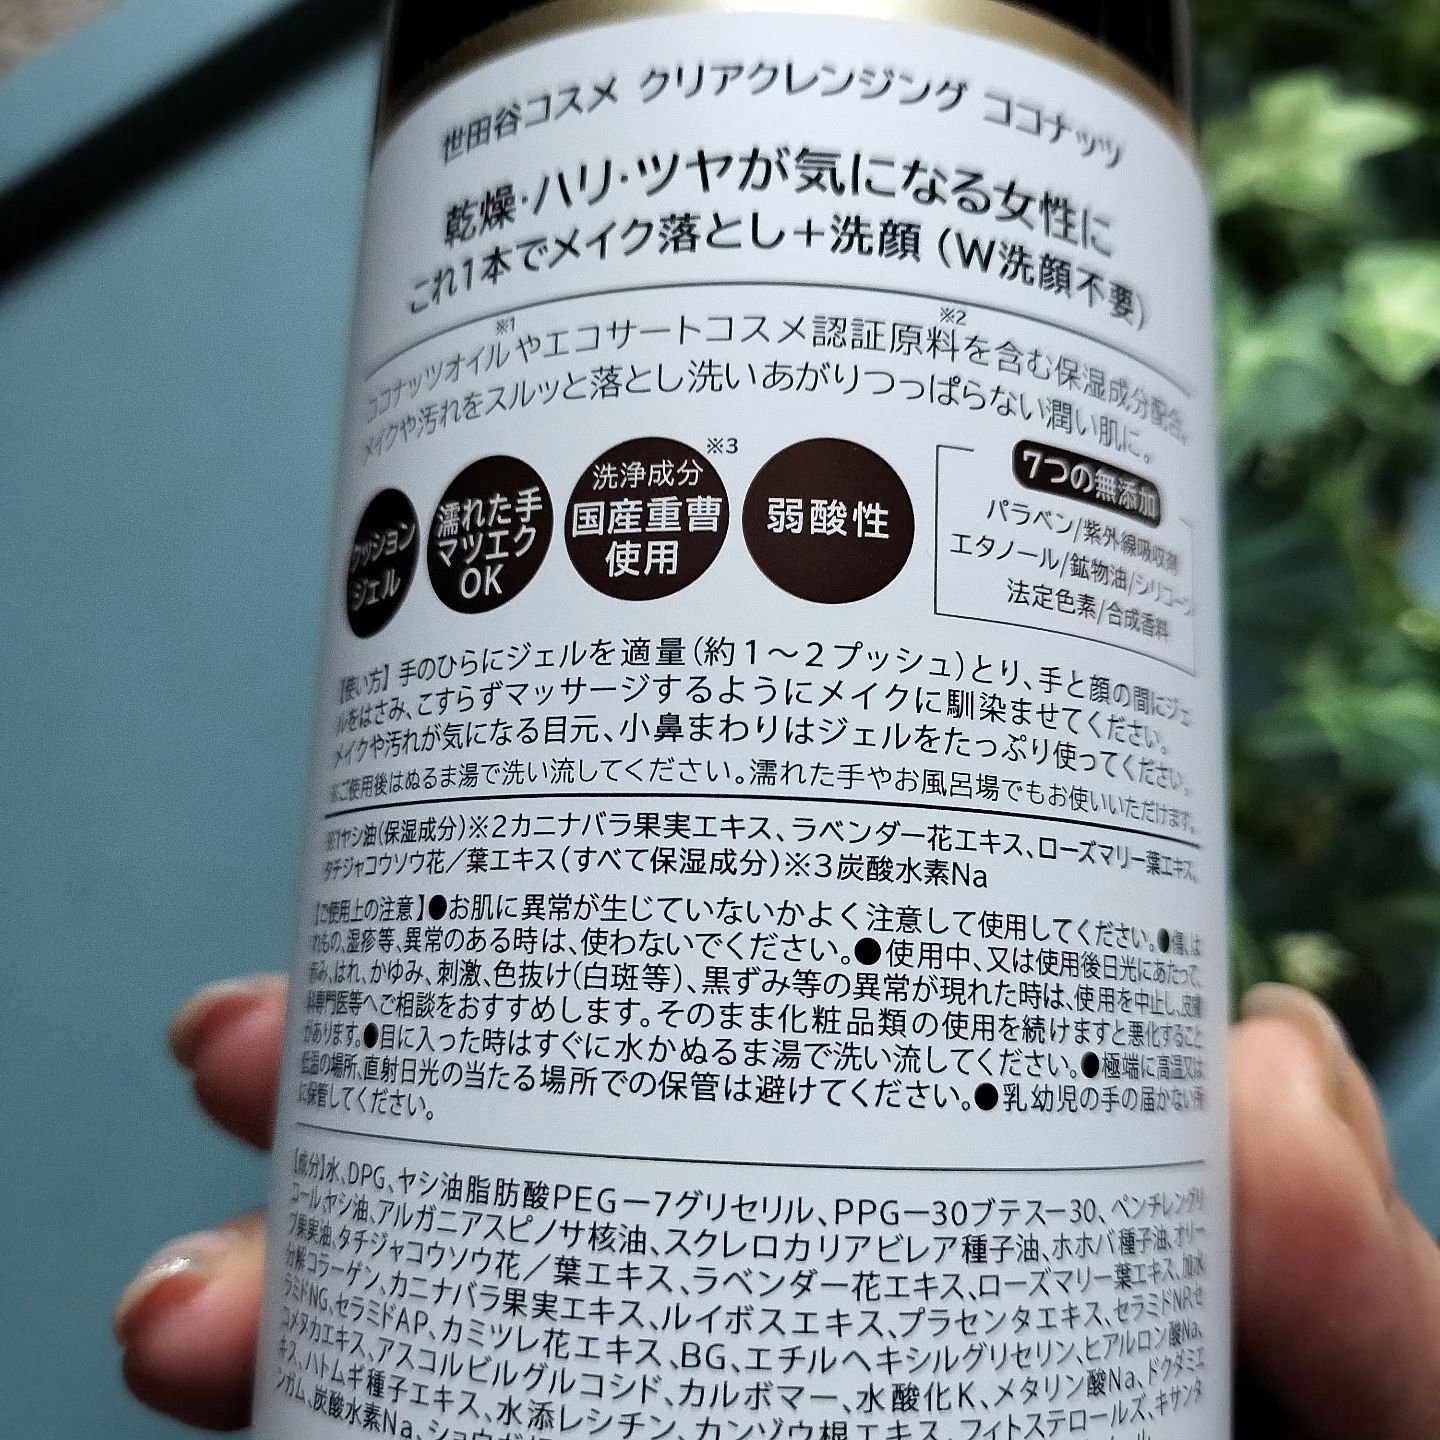 世田谷コスメ クリアクレンジング ココナッツ
乾燥・ハリ・ツヤが気になる女性に
これ1本でメイク落とし＋洗顔（W洗顔不要）
ココナッツオイル※1やエコサートコスメ認証原料※2を含む保湿成分配合。
メイクや汚れをスルッと落とし洗いあがりつっぱらない潤い肌に。
クッション
ジェル
濡れた手
マツエク
OK
洗浄成分※3
国産重曹
使用
弱酸性
7つの無添加
パラベン/紫外線吸収剤
エタノール/鉱物油/シリコーン
法定色素/合成香料
【使い方】手のひらにジェルを適量（約1〜2プッシュ）とり、手と顔の間にジェ
ルをはさみ、こすらずマッサージするようにメイクに馴染ませてください。
メイクや汚れが気になる目元、小鼻まわりはジェルをたっぷり使ってください。
※ご使用後はぬるま湯で洗い流してください。濡れた手やお風呂場でもお使いいただけます。
※1ヤシ油（保湿成分）※2カニナバラ果実エキス、ラベンダー花エキス、ローズマリー葉エキス、
タチジャコウソウ花／葉エキス（すべて保湿成分）※3炭酸水素Na
【ご使用上の注意】●お肌に異常が生じていないかよく注意して使用してください。●傷、は
れもの、湿疹等、異常のある時は、使わないでください。●使用中、又は使用後日光にあたって、
赤み、はれ、かゆみ、刺激、色抜け（白斑等）、黒ずみ等の異常が現れた時は、使用を中止し、皮膚
科専門医等へご相談をおすすめします。そのまま化粧品類の使用を続けますと悪化すること
があります。●目に入った時はすぐに水かぬるま湯で洗い流してください。●極端に高温又は
低温の場所、直射日光の当たる場所での保管は避けてください。●乳幼児の手の届かない所
に保管してください。
【成分】水、DPG、ヤシ油脂肪酸PEG－7グリセリル、PPG－30ブテス－30、ペンチレングリ
コール、ヤシ油、アルガニアスピノサ核油、スクレロカリアビレア種子油、ホホバ種子油、オリー
ブ果実油、タチジャコウソウ花／葉エキス、ラベンダー花エキス、ローズマリー葉エキス、加水
分解コラーゲン、カニナバラ果実エキス、ルイボスエキス、プラセンタエキス、セラミドNP、セ
ラミドNG、セラミドAP、カミツレ花エキス、BG、エチルヘキシルグリセリン、ヒアルロン酸Na、
コメヌカエキス、アスコルビルグルコシド、カルボマー、水酸化K、メタリン酸Na、ドクダミエ
キス、ハトムギ種子エキス、水添レシチン、カンゾウ根エキス、フィトステロールズ、キサンタ
ンガム、炭酸水素Na、ショウガ